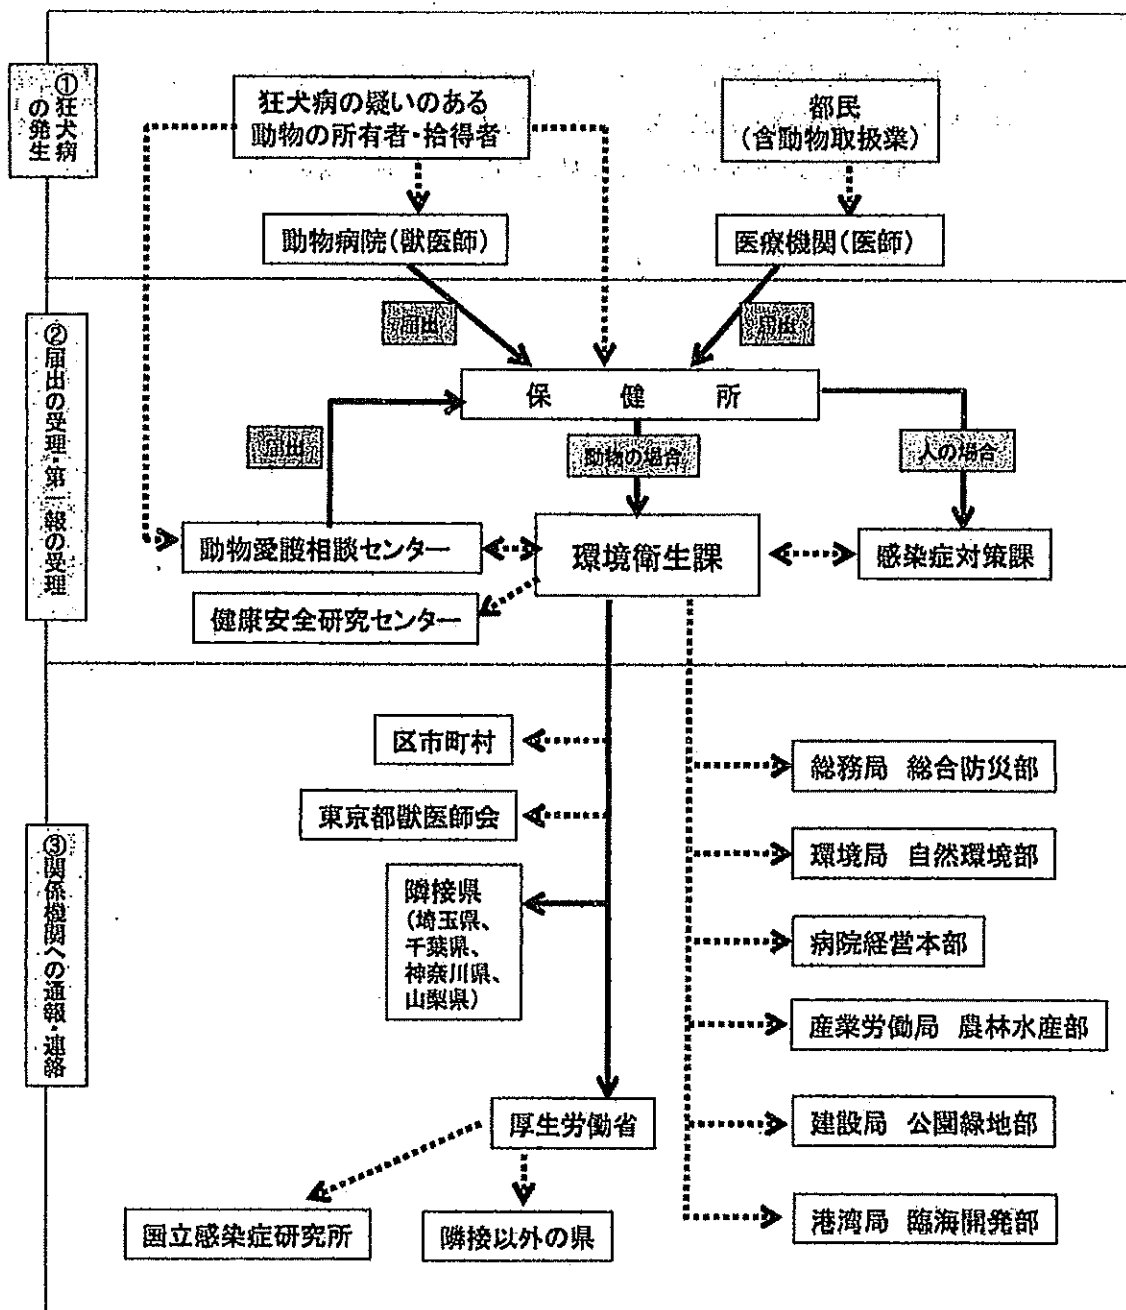 ①狂犬病
の発生
狂犬病の疑いのある
動物の所有者・拾得者
都民
(含動物取扱業)
動物病院(獣医師)
医療機関(医師)
②届出の受理・第一報の受理
届出
届出
保健所
届出
動物の場合
人の場合
動物愛護相談センター
環境衛生課
感染症対策課
健康安全研究センター
③関係機関への通報・連絡
区市町村
総務局 総合防災部
東京都獣医師会
環境局 自然環境部
隣接県
(埼玉県、
千葉県、
神奈川県、
山梨県)
病院経営本部
産業労働局 農林水産部
厚生労働省
建設局 公園緑地部
国立感染症研究所
隣接以外の県
港湾局 臨海開発部